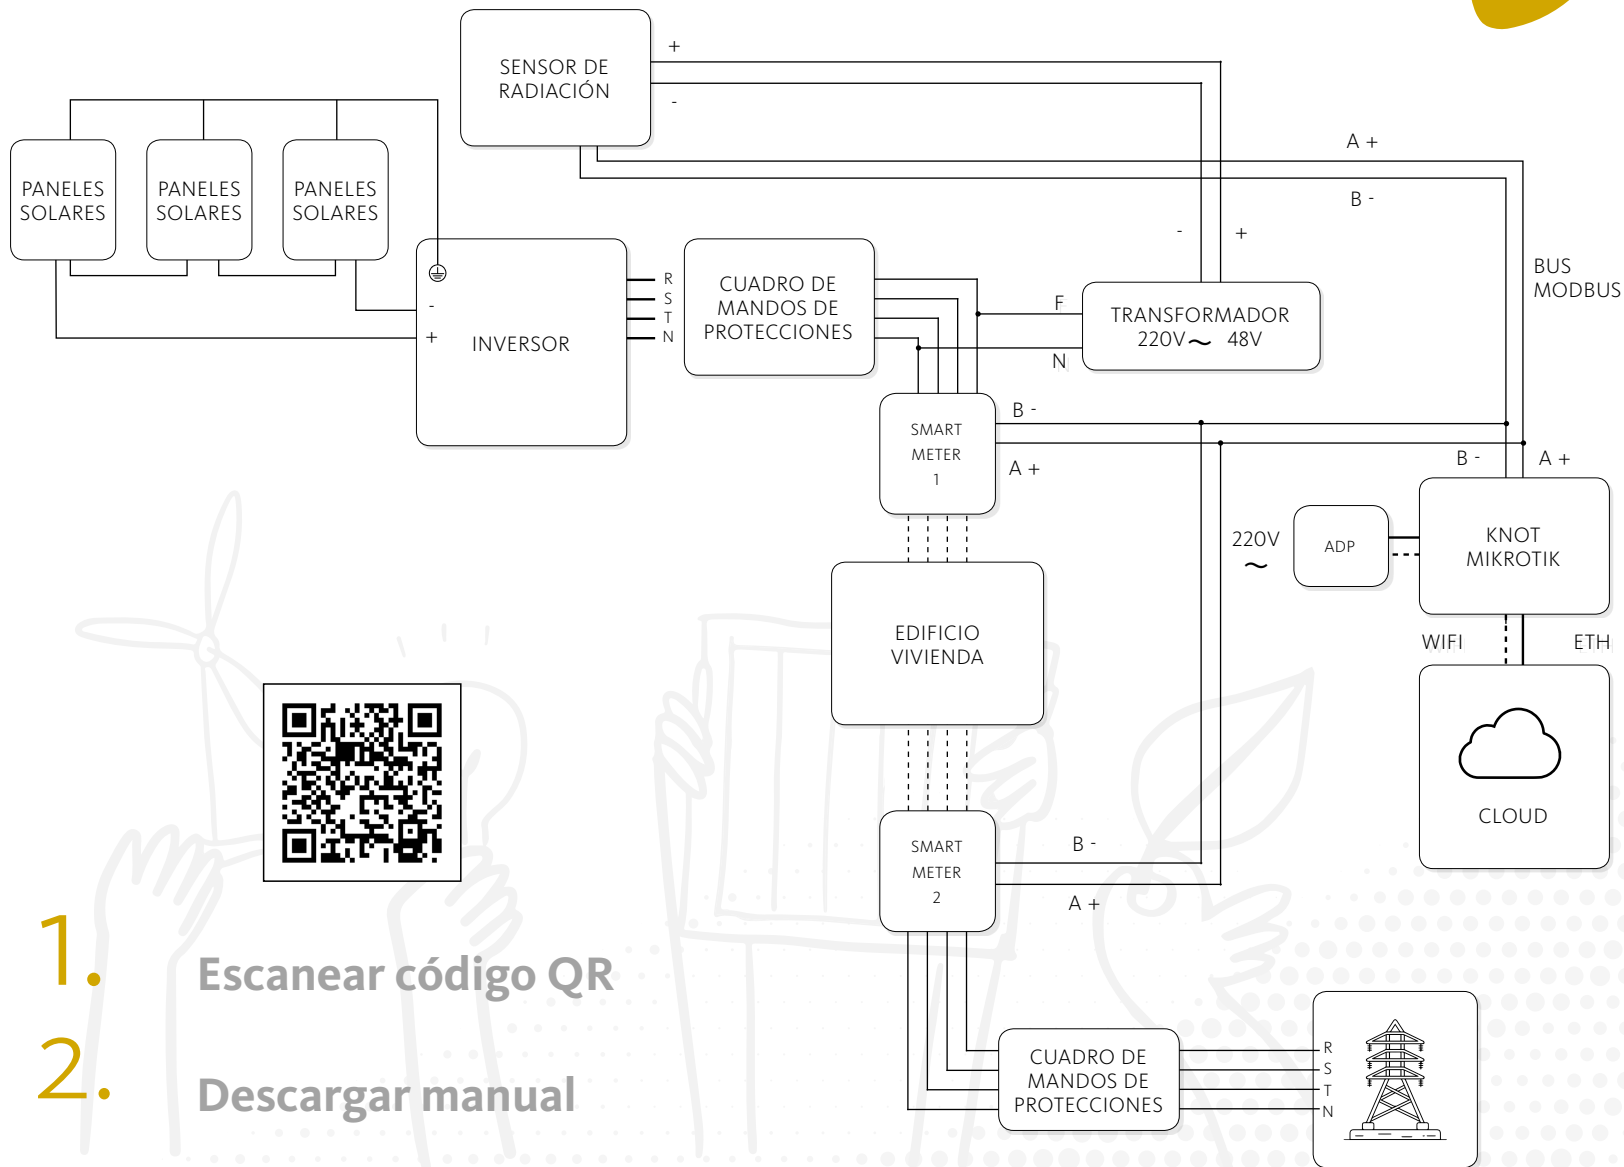 SENSOR DE
RADIACIÓN
+
-
A +
B -
PANELES
SOLARES
PANELES
SOLARES
PANELES
SOLARES
-
+
INVERSOR
R
S
T
N
CUADRO DE
MANDOS DE
PROTECCIONES
-
+
F
N
TRANSFORMADOR
220V ~ 48V
BUS
MODBUS
SMART
METER
1
B -
A +
B -
A +
220V
~
ADP
KNOT
MIKROTIK
WIFI
ETH
CLOUD
EDIFICIO
VIVIENDA
SMART
METER
2
B -
A +
CUADRO DE
MANDOS DE
PROTECCIONES
R
S
T
N
1. Escanear código QR
2. Descargar manual